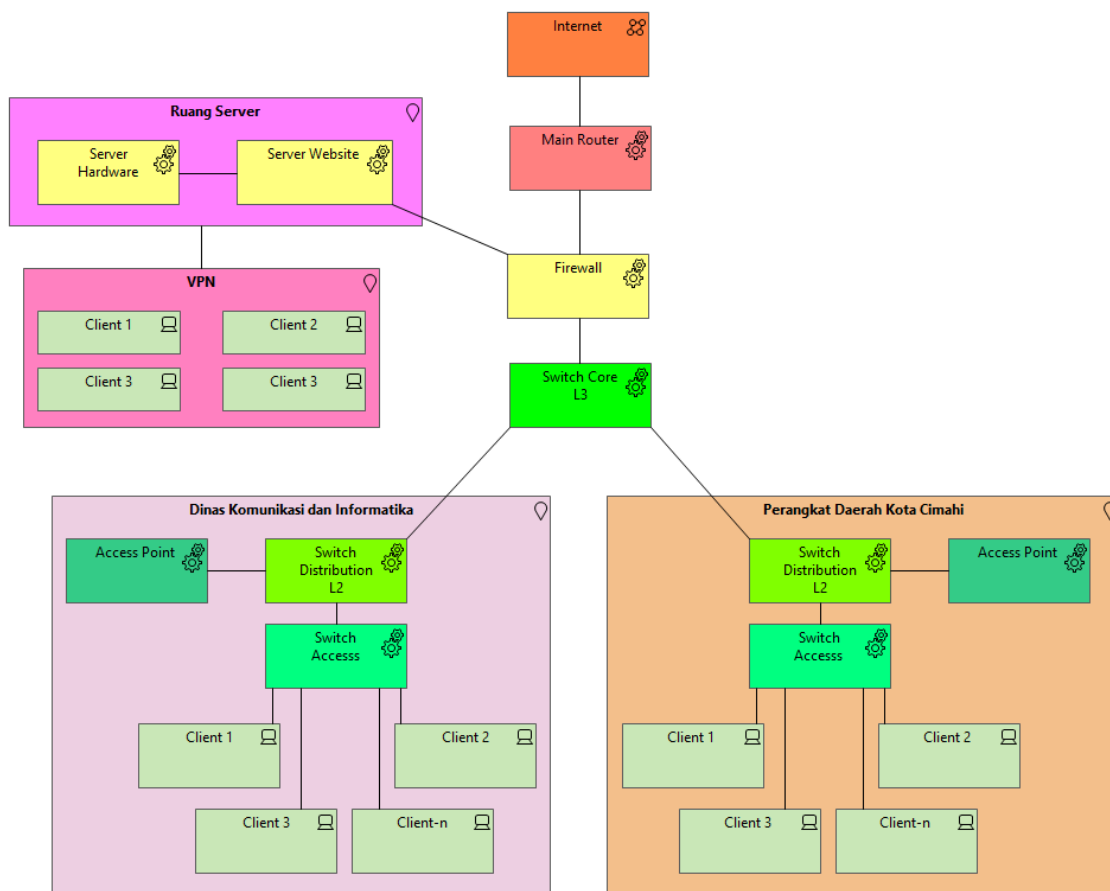 Internet
Main Router
Ruang Server
Server
Hardware
Server Website
Firewall
VPN
Client 1
Client 2
Client 3
Client 3
Switch Core
L3
Dinas Komunikasi dan Informatika
Access Point
Switch
Distribution
L2
Switch
Accesss
Client 1
Client 2
Client 3
Client-n
Perangkat Daerah Kota Cimahi
Switch
Distribution
L2
Access Point
Switch
Accesss
Client 1
Client 2
Client 3
Client-n